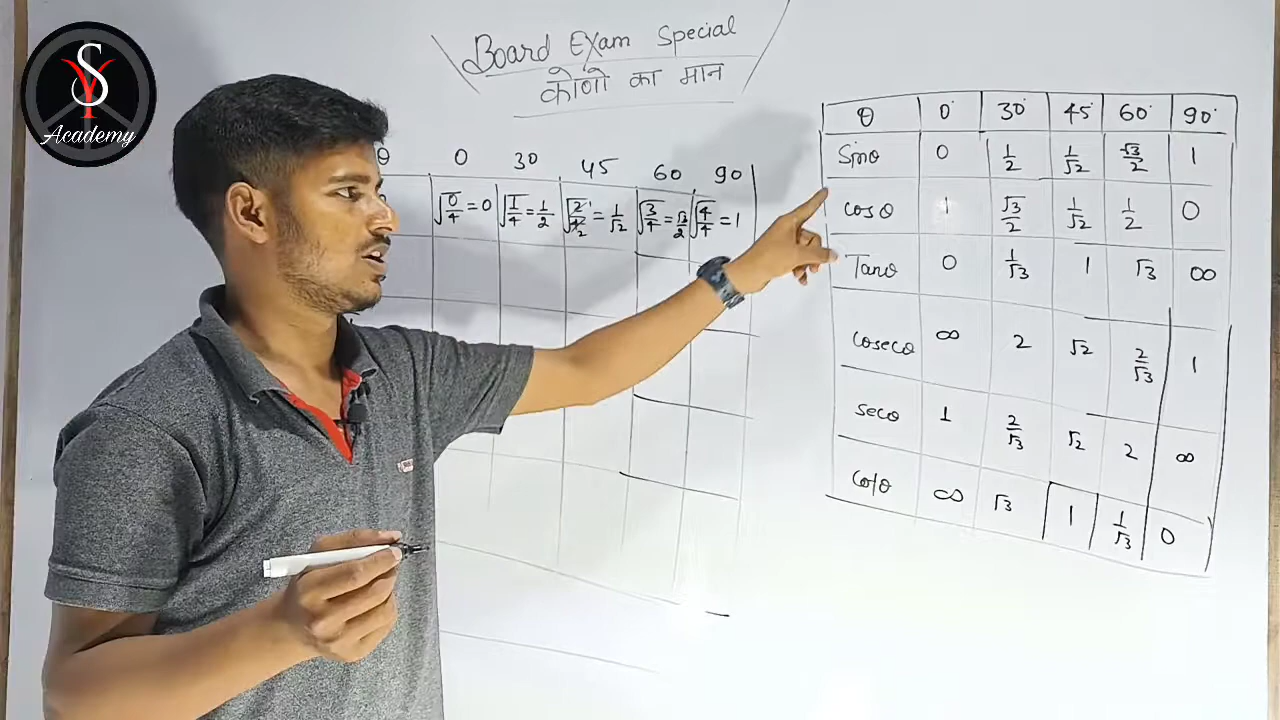 SY
Academy
Board Exam Special
कोणो का मान
θ 0 30 45 60 90
√0/4 = 0 √1/4 = 1/2 √2/4 = 1/√2 √3/4 = √3/2 √4/4 = 1
θ 0° 30° 45° 60° 90°
Sinθ 0 1/2 1/√2 √3/2 1
cosθ 1 √3/2 1/√2 1/2 0
Tanθ 0 1/√3 1 √3 ∞
cosecθ ∞ 2 √2 2/√3 1
secθ 1 2/√3 √2 2 ∞
cotθ ∞ √3 1 1/√3 0